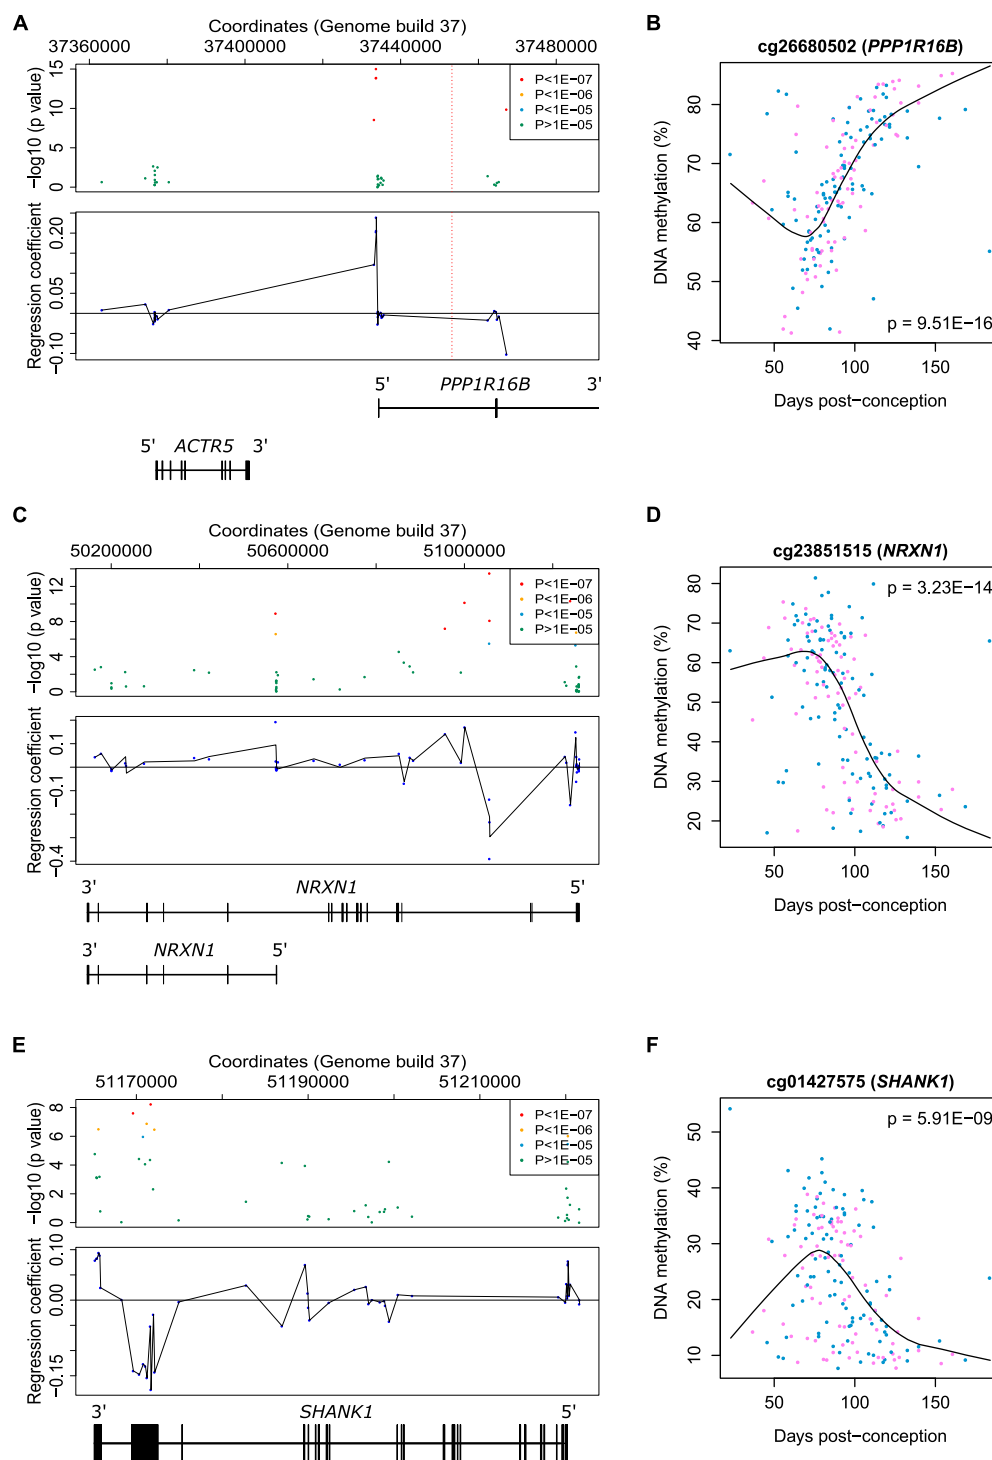 A
Coordinates (Genome build 37)
37360000 37400000 37440000 37480000
−log10 (p value)
15
10
5
0
P<1E−07
P<1E−06
P<1E−05
P>1E−05
Regression coefficient
0.20
0.05
−0.10
5' PPP1R16B 3'
5' ACTR5 3'
B
cg26680502 (PPP1R16B)
DNA methylation (%)
80
70
60
50
40
p = 9.51E−16
50 100 150
Days post−conception
C
Coordinates (Genome build 37)
50200000 50600000 51000000
−log10 (p value)
12
8
4
0
P<1E−07
P<1E−06
P<1E−05
P>1E−05
Regression coefficient
0.1
−0.1
−0.4
3' NRXN1 5'
3' NRXN1 5'
D
cg23851515 (NRXN1)
p = 3.23E−14
DNA methylation (%)
80
70
60
50
40
30
20
50 100 150
Days post−conception
E
Coordinates (Genome build 37)
51170000 51190000 51210000
−log10 (p value)
8
6
4
2
0
P<1E−07
P<1E−06
P<1E−05
P>1E−05
Regression coefficient
0.10
0.00
−0.15
3' SHANK1 5'
F
cg01427575 (SHANK1)
p = 5.91E−09
DNA methylation (%)
50
40
30
20
10
50 100 150
Days post−conception